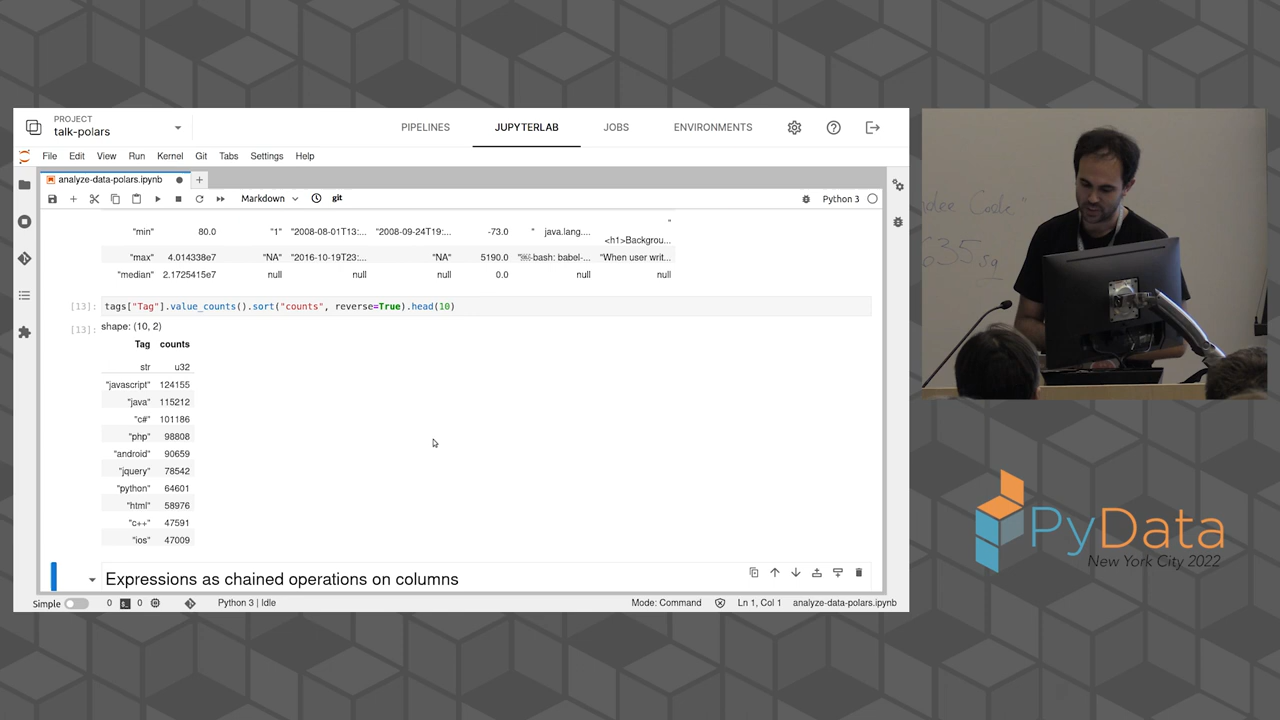 PROJECT
talk-polars
PIPELINES
JUPYTERLAB
JOBS
ENVIRONMENTS
File Edit View Run Kernel Git Tabs Settings Help
analyze-data-polars.ipynb
Markdown
git
Python 3
"
<h1>Backgrou...
"min" 80.0 "1" "2008-08-01T13:... "2008-09-24T19:... -73.0 " java.lang....
"max" 4.014338e7 "NA" "2016-10-19T23:... "NA" 5190.0 bash: babel-... "When user writ...
"median" 2.1725415e7 null null null 0.0 null null
[13]: tags["Tag"].value_counts().sort("counts", reverse=True).head(10)
[13]: shape: (10, 2)
Tag counts
str u32
"javascript" 124155
"java" 115212
"c#" 101186
"php" 98808
"android" 90659
"jquery" 78542
"python" 64601
"html" 58976
"c++" 47591
"ios" 47009
Expressions as chained operations on columns
Simple 0 0 Python 3 | Idle Mode: Command Ln 1, Col 1 analyze-data-polars.ipynb
Code"
635 sq
PyData
New York City 2022